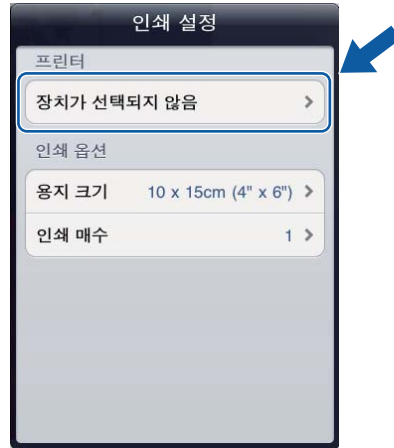 인쇄 설정
프린터
장치가 선택되지 않음
인쇄 옵션
용지 크기 10 x 15cm (4" x 6")
인쇄 매수 1